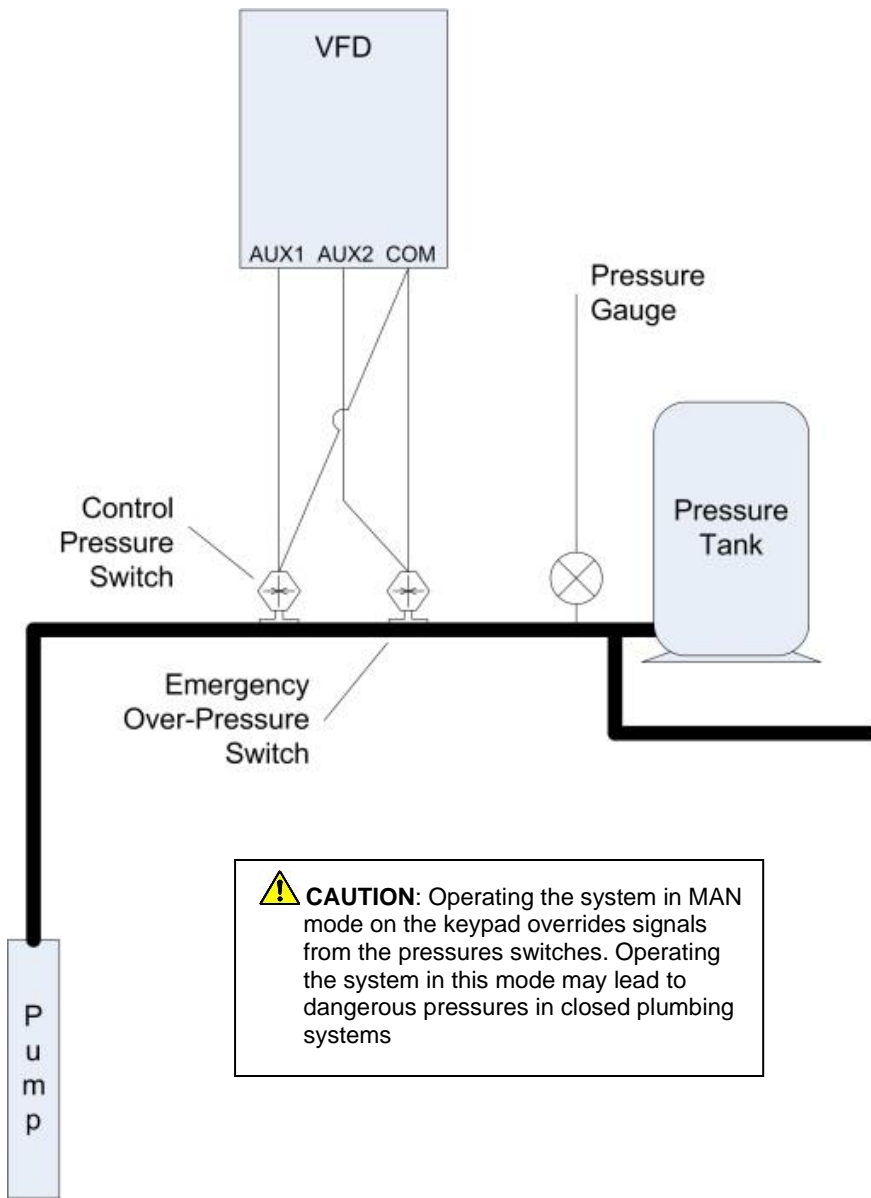 VFD
AUX1 AUX2 COM
Pressure
Gauge
Control
Pressure
Switch
Pressure
Tank
Emergency
Over-Pressure
Switch
CAUTION: Operating the system in MAN
mode on the keypad overrides signals
from the pressures switches. Operating
the system in this mode may lead to
dangerous pressures in closed plumbing
systems
Pump